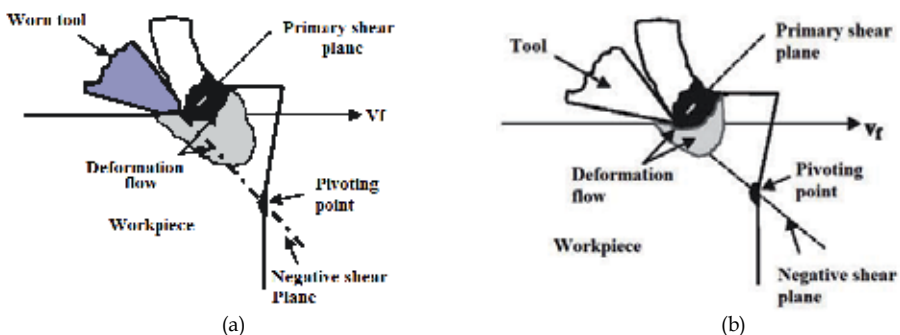 Worn tool
Primary shear
plane
Vf
Deformation
flow
Pivoting
point
Workpiece
Negative shear
Plane
(a)
Tool
Primary shear
plane
vf
Deformation
flow
Pivoting
point
Workpiece
Negative shear
plane
(b)